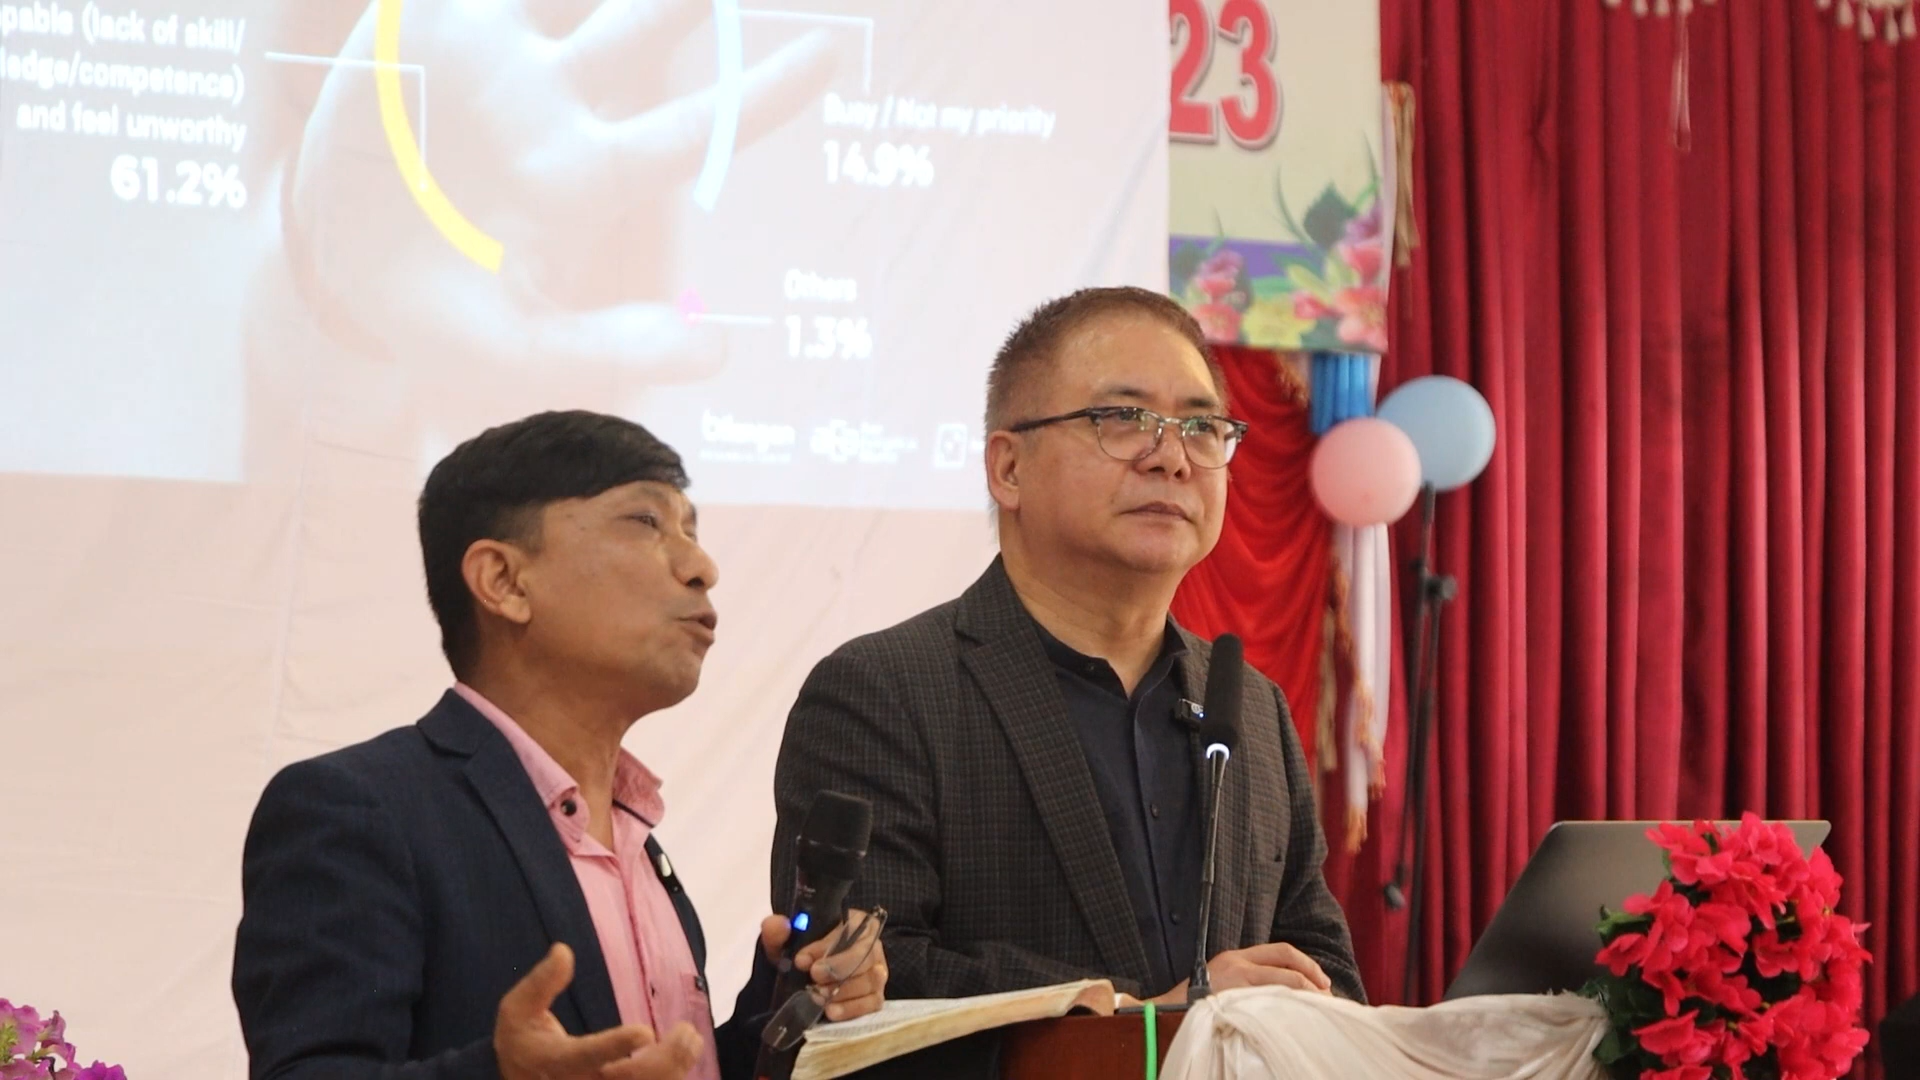 pable (lack of skill/
ledge/competence)
and feel unworthy
61.2%
Busy / Not my priority
14.9%
Others
1.3%
23